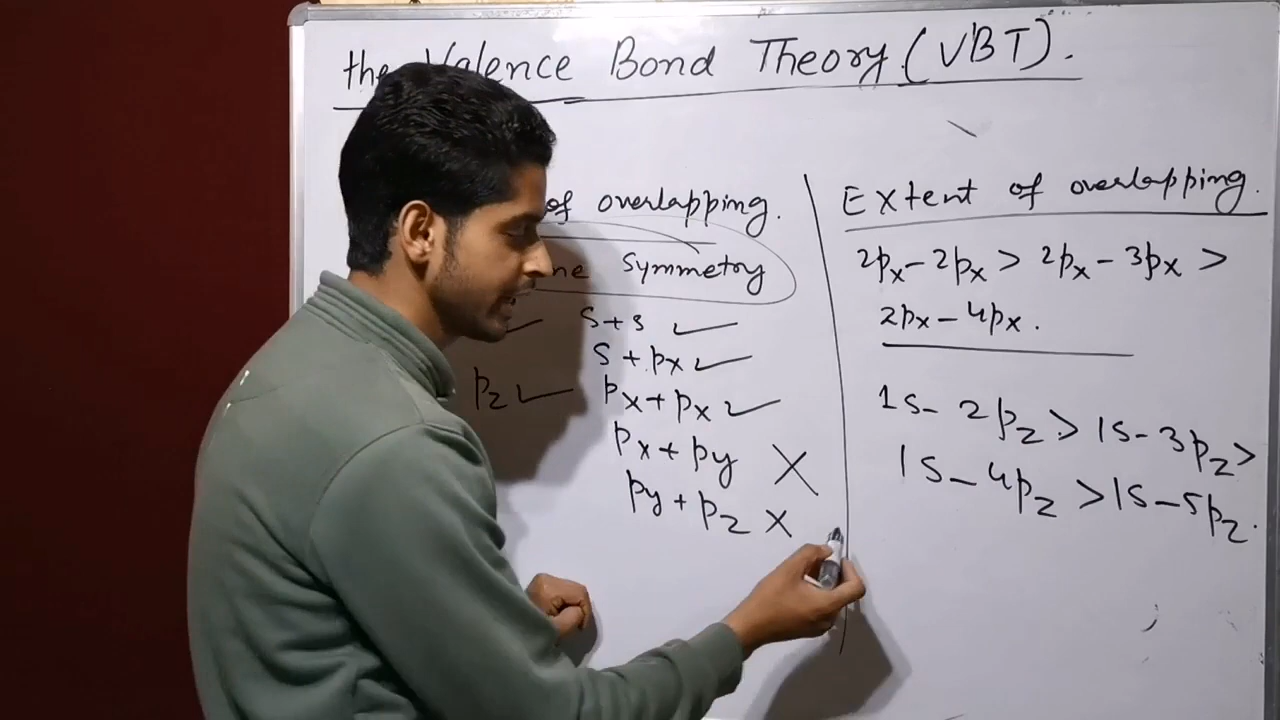 the Valence Bond Theory (VBT).
of overlapping.
Symmetry
✓ S+s ✓
S + px ✓
pz ✓ px + px ✓
px + py X
py + pz X
Extent of overlapping.
2px - 2px > 2px - 3px >
2px - 4px.
1S - 2pz > 1S - 3pz >
1S - 4pz > 1S - 5pz.